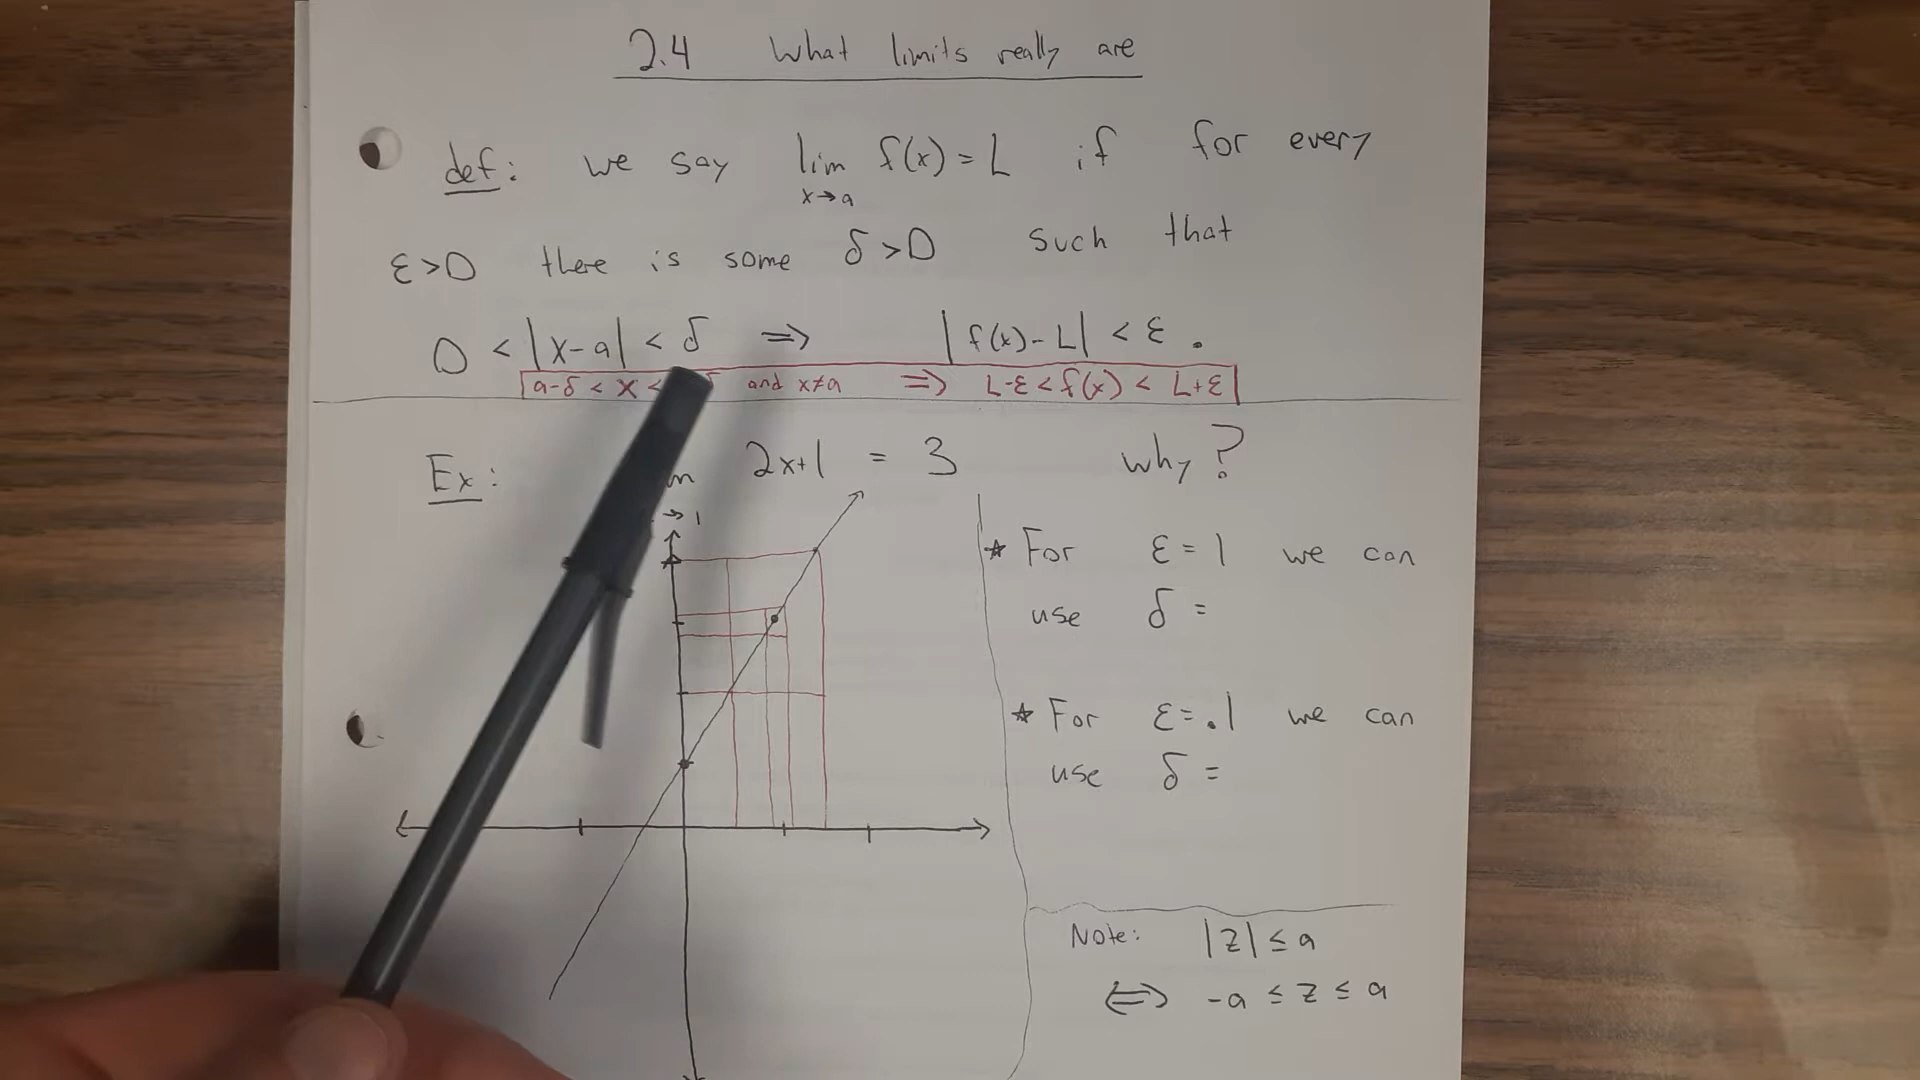 2.4 What limits really are
def: we say lim f(x) = L if for every
x→a
ε>0 there is some δ>0 such that
0 < |x-a| < δ ⇒ |f(x)-L| < ε.
a-δ < x < and x≠a ⇒ L-ε < f(x) < L+ε
Ex: 2x+1 = 3 why?
→ 1
* For ε = 1 we can
use δ =
* For ε = .1 we can
use δ =
Note: |z| ≤ a
⇔ -a ≤ z ≤ a